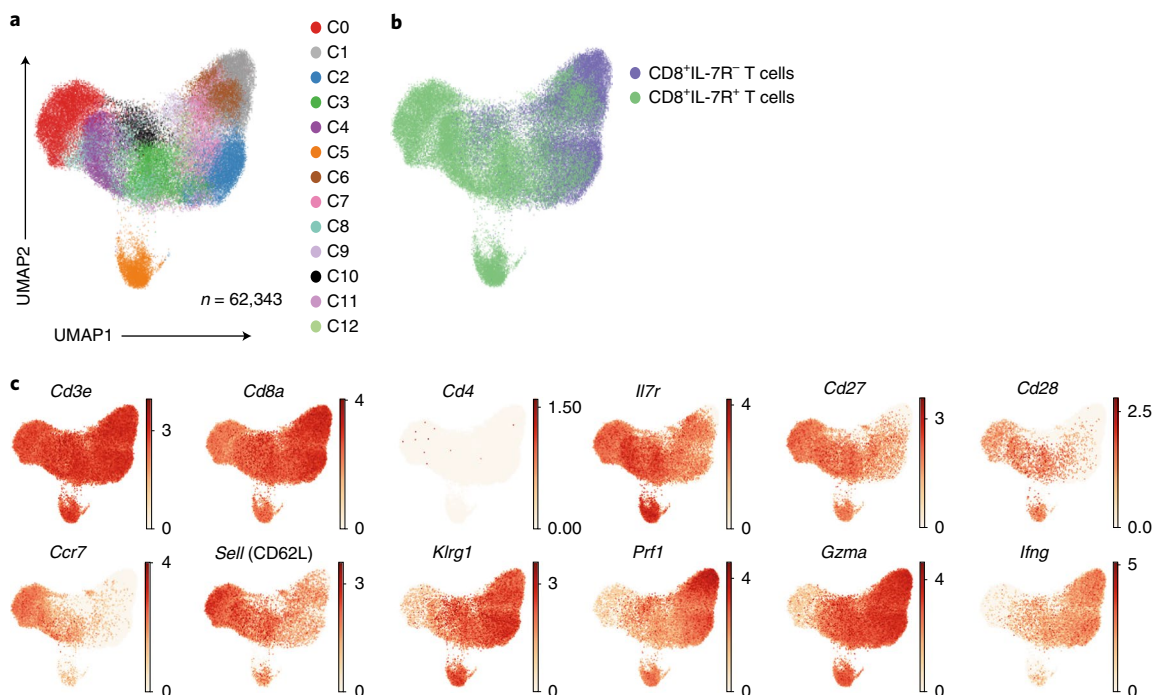 a
C0
C1
C2
C3
C4
C5
C6
C7
C8
C9
C10
C11
C12
UMAP2
n = 62,343
UMAP1
b
CD8⁺IL-7R⁻ T cells
CD8⁺IL-7R⁺ T cells
c
Cd3e
3
0
Cd8a
4
0
Cd4
1.50
0.00
Il7r
4
0
Cd27
3
0
Cd28
2.5
0.0
Ccr7
4
0
Sell (CD62L)
3
0
Klrg1
3
0
Prf1
4
0
Gzma
4
0
Ifng
5
0